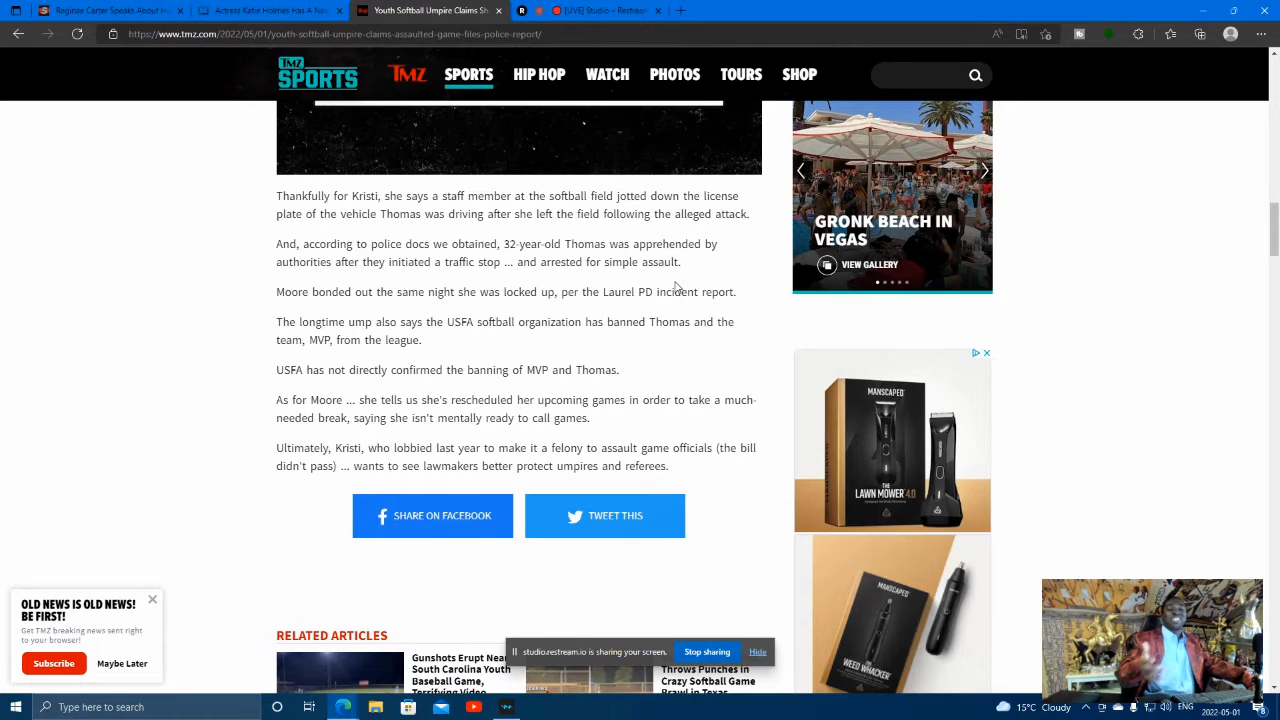 Reginae Carter Speaks About H
Actress Katie Holmes Has A Ne
Youth Softball Umpire Claims Sh
[LIVE] Studio – Restream
https://www.tmz.com/2022/05/01/youth-softball-umpire-claims-assaulted-game-files-police-report/
TMZ SPORTS
TMZ SPORTS HIP HOP WATCH PHOTOS TOURS SHOP
Thankfully for Kristi, she says a staff member at the softball field jotted down the license
plate of the vehicle Thomas was driving after she left the field following the alleged attack.
And, according to police docs we obtained, 32-year-old Thomas was apprehended by
authorities after they initiated a traffic stop ... and arrested for simple assault.
Moore bonded out the same night she was locked up, per the Laurel PD incident report.
The longtime ump also says the USFA softball organization has banned Thomas and the
team, MVP, from the league.
USFA has not directly confirmed the banning of MVP and Thomas.
As for Moore ... she tells us she's rescheduled her upcoming games in order to take a much-
needed break, saying she isn't mentally ready to call games.
Ultimately, Kristi, who lobbied last year to make it a felony to assault game officials (the bill
didn't pass) ... wants to see lawmakers better protect umpires and referees.
SHARE ON FACEBOOK
TWEET THIS
GRONK BEACH IN
VEGAS
VIEW GALLERY
MANSCAPED
THE
LAWN MOWER 4.0
MANSCAPED
WEED WHACKER
OLD NEWS IS OLD NEWS!
BE FIRST!
Get TMZ breaking news sent right
to your browser!
Subscribe
Maybe Later
RELATED ARTICLES
Gunshots Erupt Near
South Carolina Youth
Baseball Game,
Terrifying Video
Throws Punches in
Crazy Softball Game
Brawl in Texas
studio.restream.io is sharing your screen.
Stop sharing
Hide
Type here to search
15°C Cloudy
ENG
2022-05-01